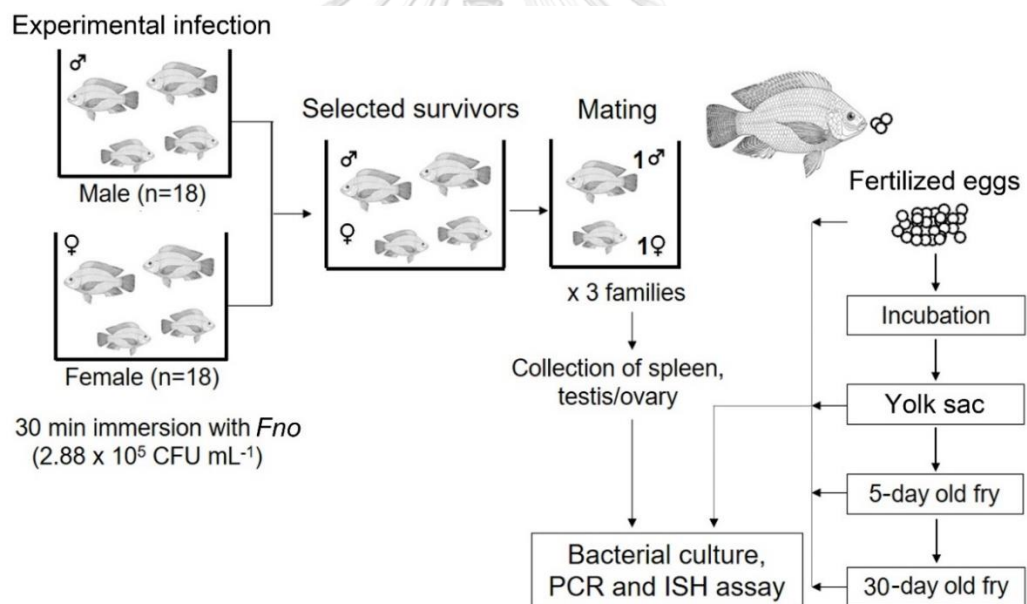 Experimental infection
♂
Male (n=18)
♀
Female (n=18)
30 min immersion with Fno
(2.88 x 10⁵ CFU mL⁻¹)
Selected survivors
♂
♀
Mating
1♂
1♀
x 3 families
Collection of spleen,
testis/ovary
Bacterial culture,
PCR and ISH assay
Fertilized eggs
Incubation
Yolk sac
5-day old fry
30-day old fry